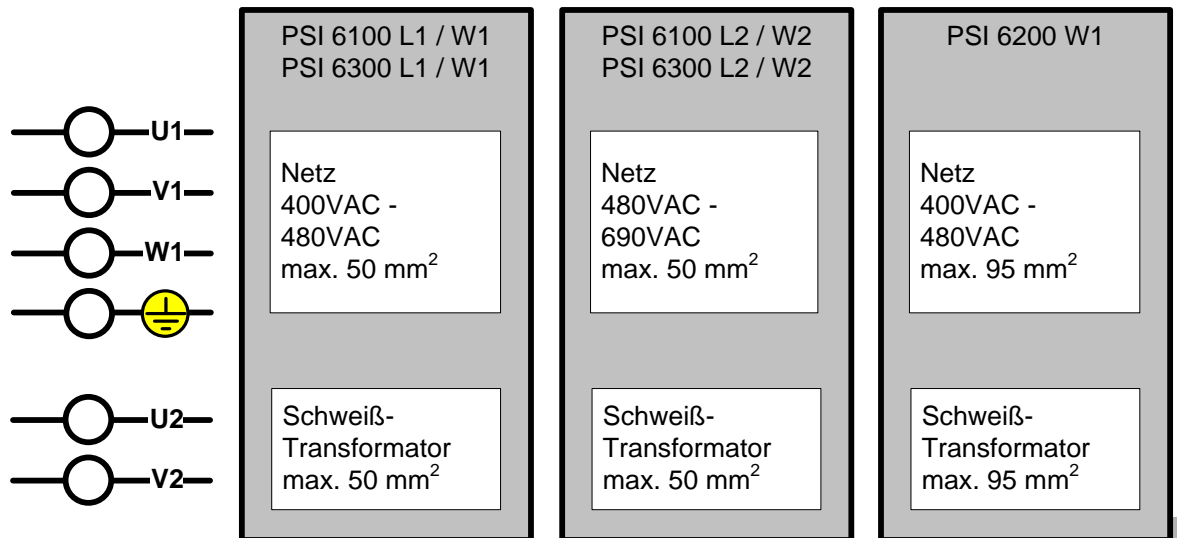 U1
V1
W1
U2
V2
PSI 6100 L1 / W1
PSI 6300 L1 / W1
Netz
400VAC -
480VAC
max. 50 mm²
Schweiß-
Transformator
max. 50 mm²
PSI 6100 L2 / W2
PSI 6300 L2 / W2
Netz
480VAC -
690VAC
max. 50 mm²
Schweiß-
Transformator
max. 50 mm²
PSI 6200 W1
Netz
400VAC -
480VAC
max. 95 mm²
Schweiß-
Transformator
max. 95 mm²